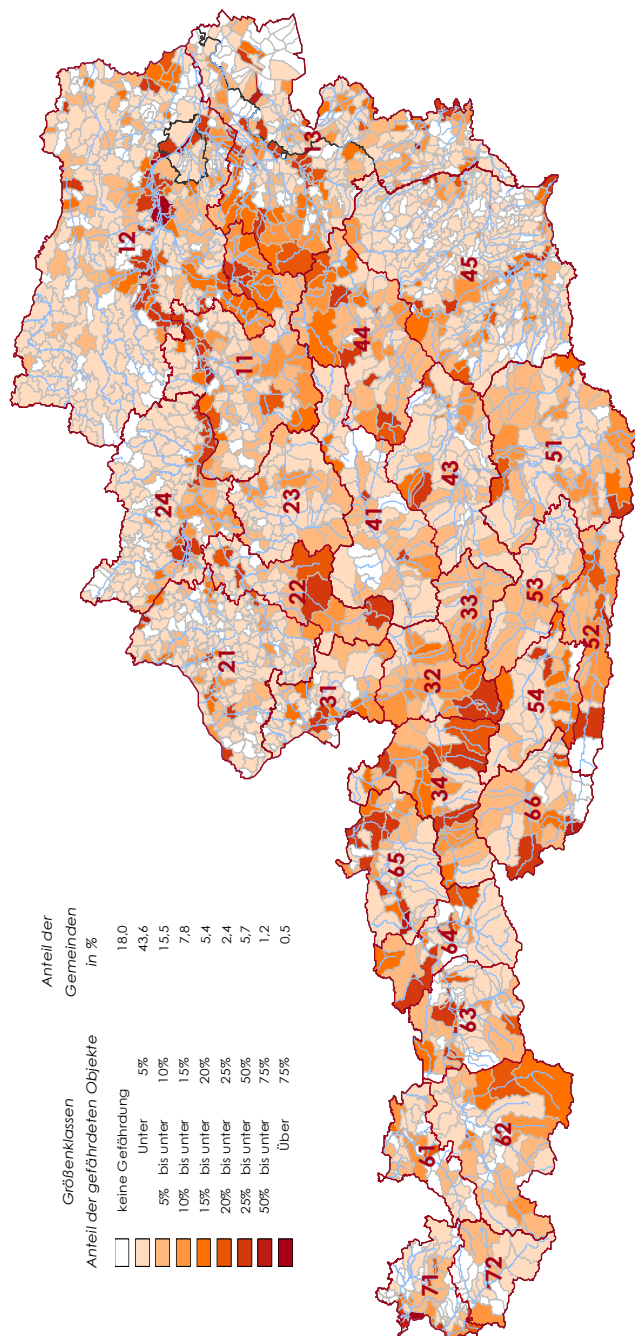 Größenklassen
Anteil der gefährdeten Objekte
Anteil der
Gemeinden
in %
keine Gefährdung 18,0
Unter 5% 43,6
5% bis unter 10% 15,5
10% bis unter 15% 7,8
15% bis unter 20% 5,4
20% bis unter 25% 2,4
25% bis unter 50% 5,7
50% bis unter 75% 1,2
Über 75% 0,5
12
13
24
11
21
23
22
44
45
41
31
43
32
33
51
53
34
54
52
65
66
64
63
61
62
71
72